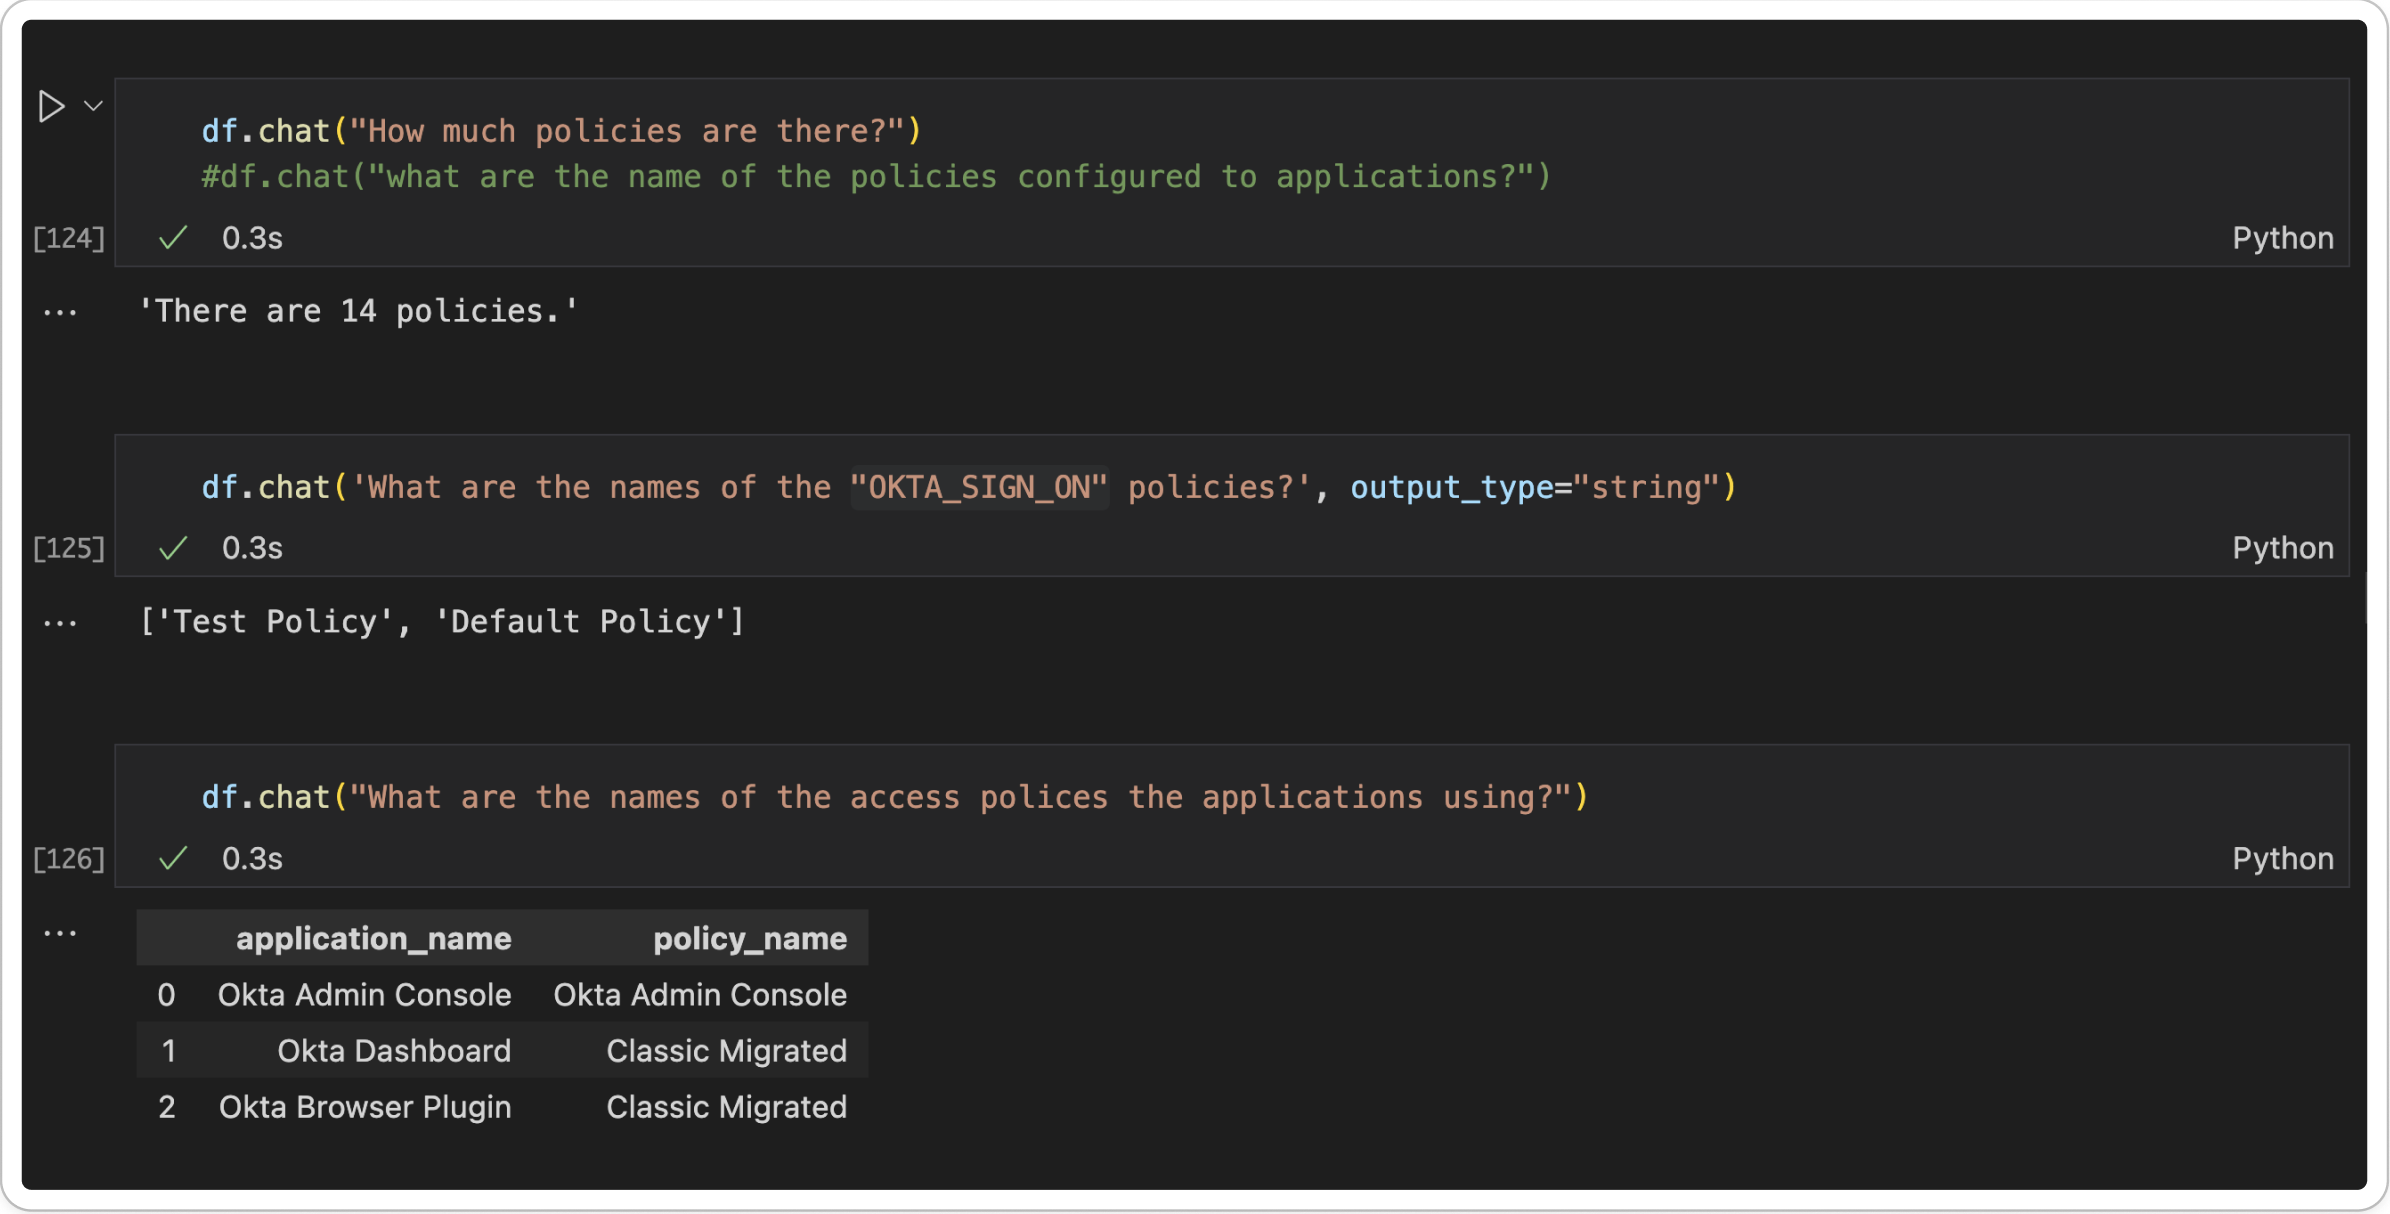 df.chat("How much policies are there?")
#df.chat("what are the name of the policies configured to applications?")
[124] 0.3s Python
'There are 14 policies.'
df.chat('What are the names of the "OKTA_SIGN_ON" policies?', output_type="string")
[125] 0.3s Python
['Test Policy', 'Default Policy']
df.chat("What are the names of the access polices the applications using?")
[126] 0.3s Python
application_name policy_name
0 Okta Admin Console Okta Admin Console
1 Okta Dashboard Classic Migrated
2 Okta Browser Plugin Classic Migrated